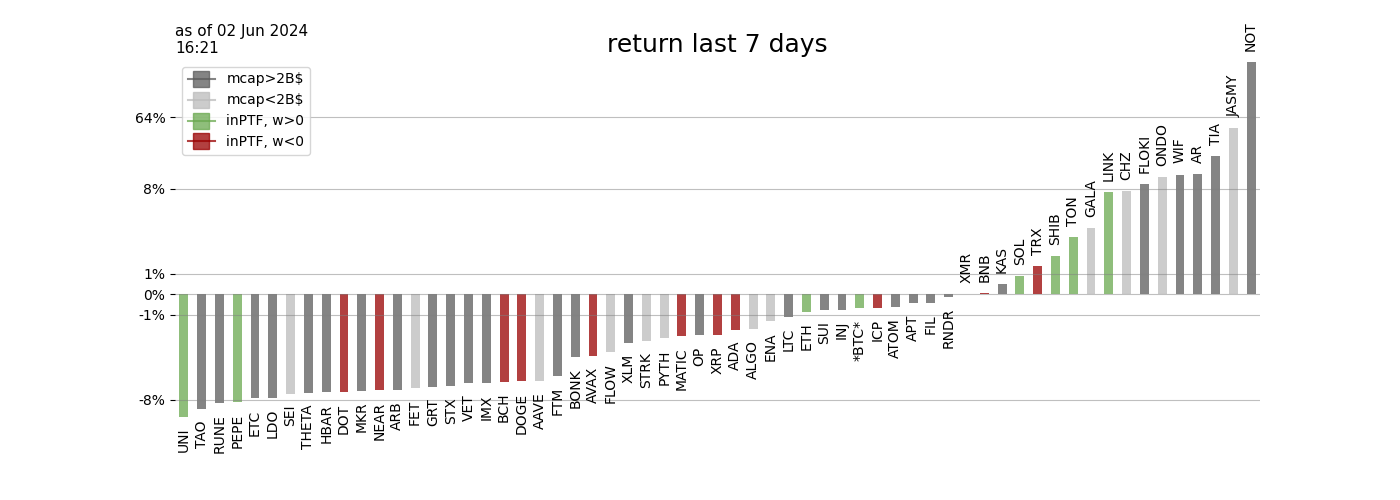 as of 02 Jun 2024
16:21
return last 7 days
mcap>2B$
mcap<2B$
inPTF, w>0
inPTF, w<0
64%
8%
1%
0%
-1%
-8%
UNI
TAO
RUNE
PEPE
ETC
LDO
SEI
THETA
HBAR
DOT
MKR
NEAR
ARB
FET
GRT
STX
VET
IMX
BCH
DOGE
AAVE
FTM
BONK
AVAX
FLOW
XLM
STRK
PYTH
MATIC
OP
XRP
ADA
ALGO
ENA
LTC
ETH
SUI
INJ
*BTC*
ICP
ATOM
APT
FIL
RNDR
XMR
BNB
KAS
SOL
TRX
SHIB
TON
GALA
LINK
CHZ
FLOKI
ONDO
WIF
AR
TIA
JASMY
NOT